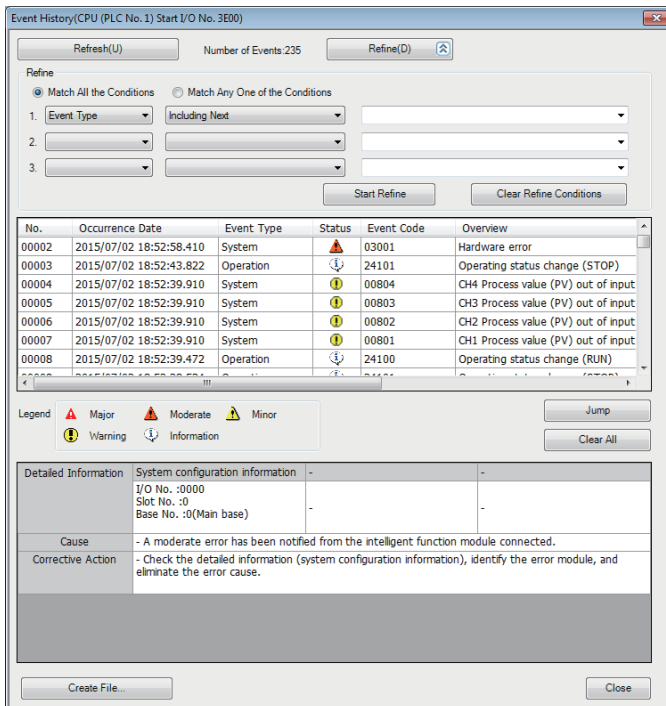 Event History(CPU (PLC No. 1) Start I/O No. 3E00)
Refresh(U) Number of Events:235 Refine(D)
Refine
Match All the Conditions Match Any One of the Conditions
1. Event Type Including Next
2.
3.
Start Refine Clear Refine Conditions
No. Occurrence Date Event Type Status Event Code Overview
00002 2015/07/02 18:52:58.410 System 03001 Hardware error
00003 2015/07/02 18:52:43.822 Operation 24101 Operating status change (STOP)
00004 2015/07/02 18:52:39.910 System 00804 CH4 Process value (PV) out of input
00005 2015/07/02 18:52:39.910 System 00803 CH3 Process value (PV) out of input
00006 2015/07/02 18:52:39.910 System 00802 CH2 Process value (PV) out of input
00007 2015/07/02 18:52:39.910 System 00801 CH1 Process value (PV) out of input
00008 2015/07/02 18:52:39.472 Operation 24100 Operating status change (RUN)
Legend Major Moderate Minor
Warning Information
Jump
Clear All
Detailed Information System configuration information - -
I/O No. :0000
Slot No. :0
Base No. :0(Main base)
- -
Cause - A moderate error has been notified from the intelligent function module connected.
Corrective Action - Check the detailed information (system configuration information), identify the error module, and
eliminate the error cause.
Create File... Close